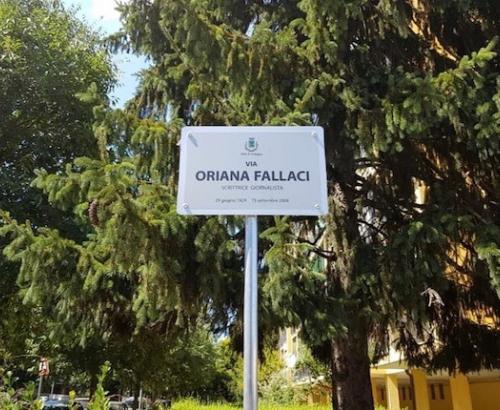 VIA
ORIANA FALLACI
SCRITTRICE GIORNALISTA
29 giugno 1929 15 settembre 2006